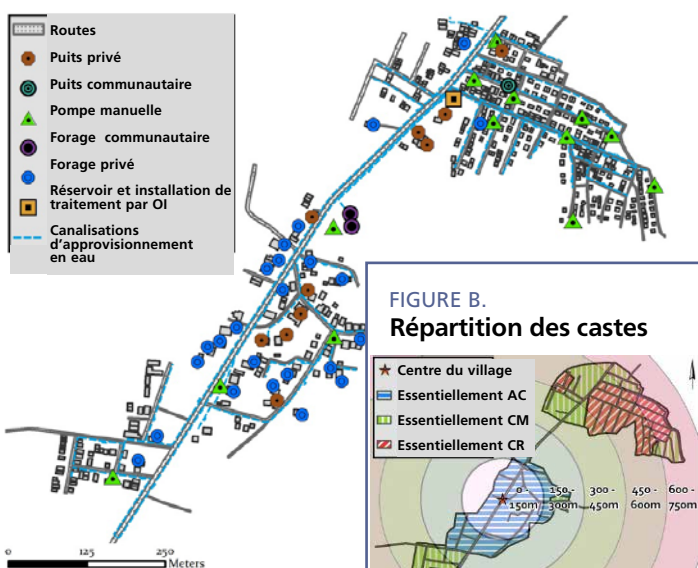 Routes
Puits privé
Puits communautaire
Pompe manuelle
Forage communautaire
Forage privé
Réservoir et installation de
traitement par OI
Canalisations
d'approvisionnement
en eau
0 125 250
Meters
FIGURE B.
Répartition des castes
Centre du village
Essentiellement AC
Essentiellement CM
Essentiellement CR
0 -
150m
150 -
300m
300 -
450m
450 -
600m
600 -
750m